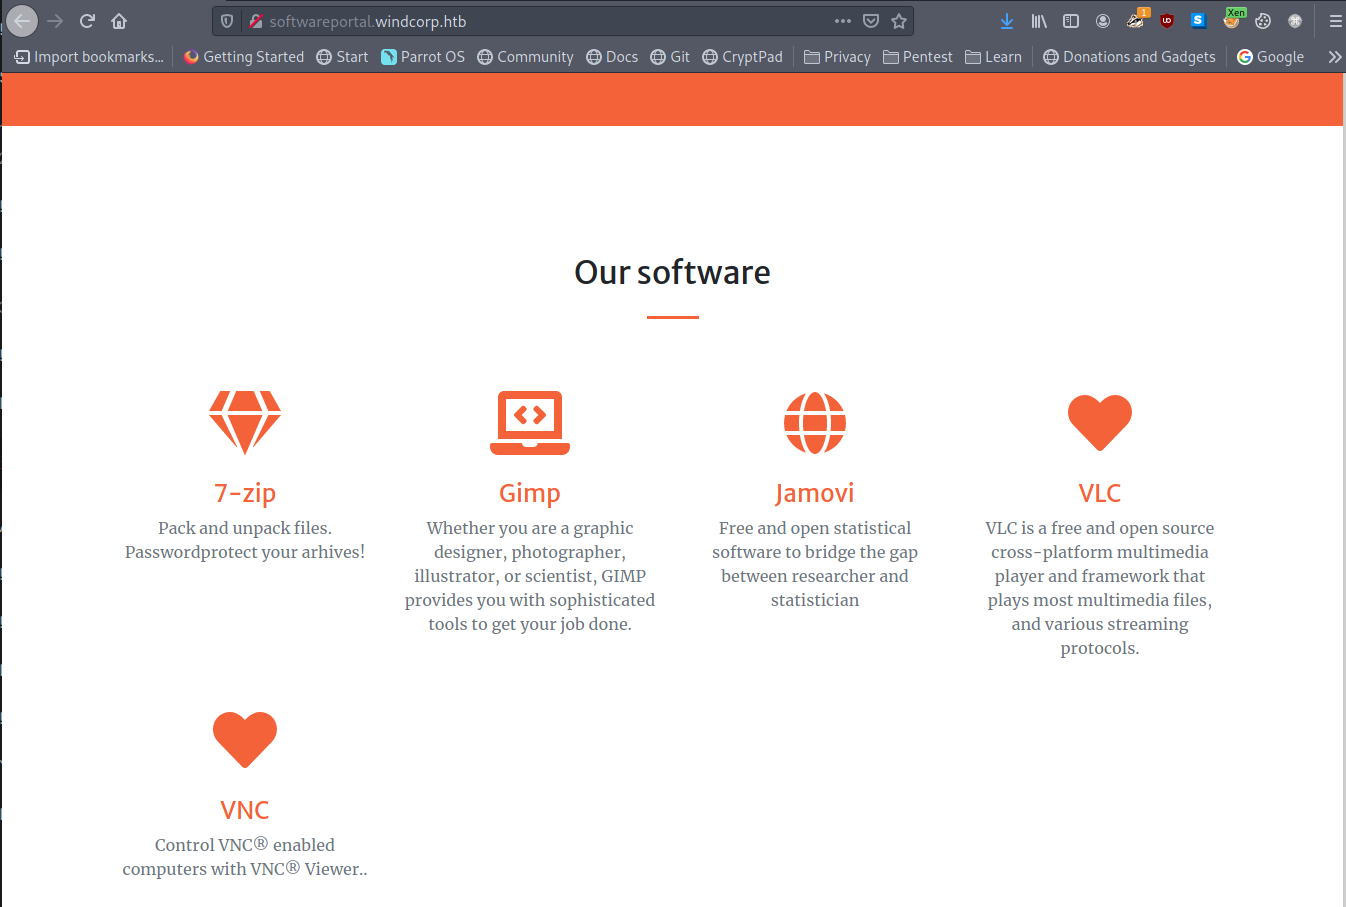 softwareportal.windcorp.htb
1
Xen
Import bookmarks... Getting Started Start Parrot OS Community Docs Git CryptPad Privacy Pentest Learn Donations and Gadgets Google
Our software
7-zip
Pack and unpack files.
Passwordprotect your arhives!
Gimp
Whether you are a graphic
designer, photographer,
illustrator, or scientist, GIMP
provides you with sophisticated
tools to get your job done.
Jamovi
Free and open statistical
software to bridge the gap
between researcher and
statistician
VLC
VLC is a free and open source
cross-platform multimedia
player and framework that
plays most multimedia files,
and various streaming
protocols.
VNC
Control VNC® enabled
computers with VNC® Viewer..